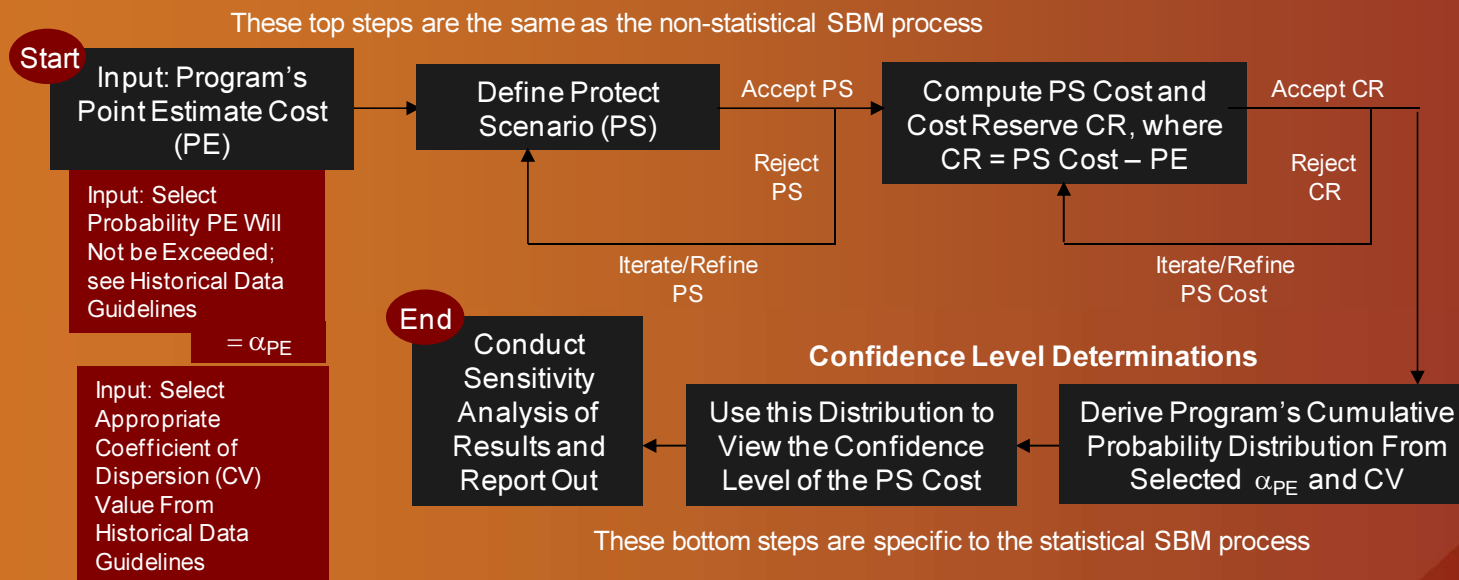 These top steps are the same as the non-statistical SBM process
Start
Input: Program's
Point Estimate Cost
(PE)
Define Protect
Scenario (PS)
Accept PS
Reject
PS
Iterate/Refine
PS
Compute PS Cost and
Cost Reserve CR, where
CR = PS Cost – PE
Accept CR
Reject
CR
Iterate/Refine
PS Cost
Input: Select
Probability PE Will
Not be Exceeded;
see Historical Data
Guidelines
= αPE
Input: Select
Appropriate
Coefficient of
Dispersion (CV)
Value From
Historical Data
Guidelines
Confidence Level Determinations
Derive Program's Cumulative
Probability Distribution From
Selected αPE and CV
Use this Distribution to
View the Confidence
Level of the PS Cost
End
Conduct
Sensitivity
Analysis of
Results and
Report Out
These bottom steps are specific to the statistical SBM process